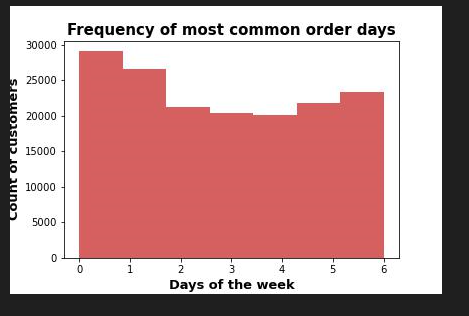 Frequency of most common order days
Count of customers
30000
25000
20000
15000
10000
5000
0
0 1 2 3 4 5 6
Days of the week